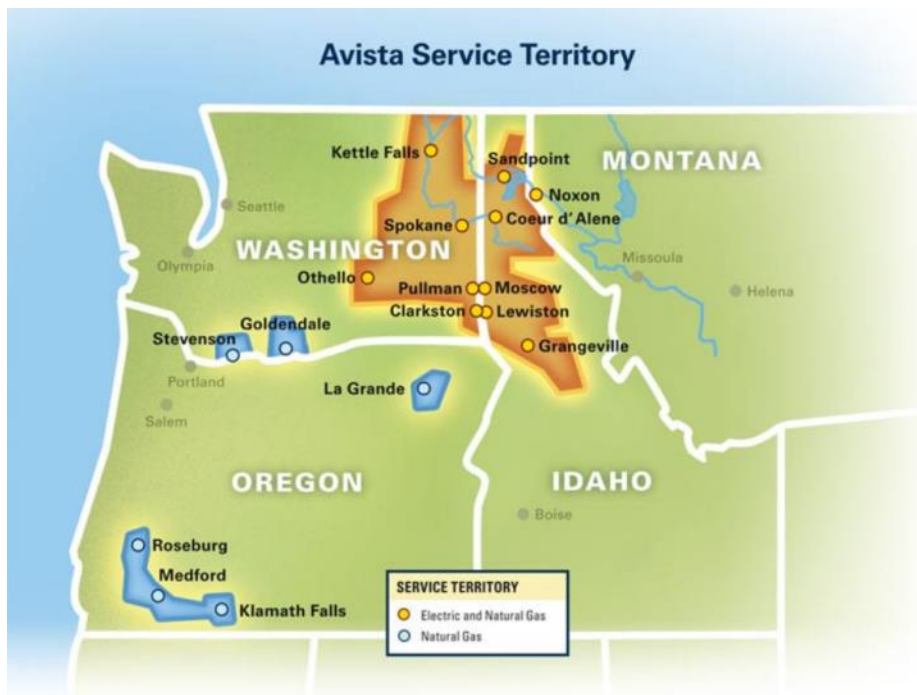 Avista Service Territory
Kettle Falls
Sandpoint
MONTANA
Noxon
Seattle
Coeur d'Alene
Spokane
WASHINGTON
Olympia
Missoula
Othello
Pullman
Moscow
Helena
Clarkston
Lewiston
Goldendale
Stevenson
Grangeville
Portland
La Grande
Salem
OREGON
IDAHO
Boise
Roseburg
Medford
Klamath Falls
SERVICE TERRITORY
Electric and Natural Gas
Natural Gas